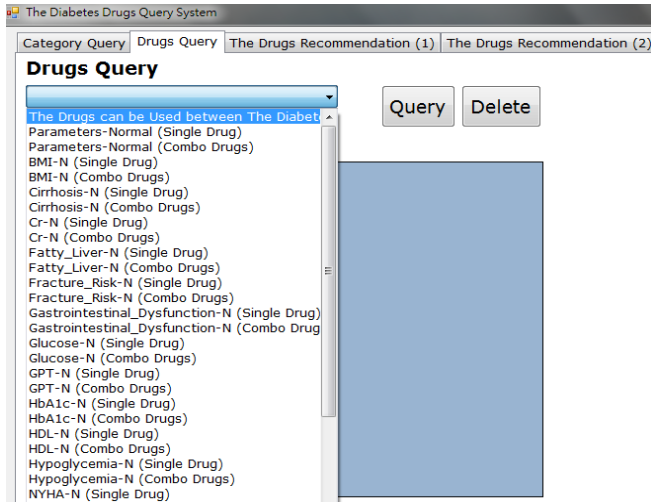 The Diabetes Drugs Query System
Category Query Drugs Query The Drugs Recommendation (1) The Drugs Recommendation (2)
Drugs Query
Query Delete
The Drugs can be Used between The Diabet
Parameters-Normal (Single Drug)
Parameters-Normal (Combo Drugs)
BMI-N (Single Drug)
BMI-N (Combo Drugs)
Cirrhosis-N (Single Drug)
Cirrhosis-N (Combo Drugs)
Cr-N (Single Drug)
Cr-N (Combo Drugs)
Fatty_Liver-N (Single Drug)
Fatty_Liver-N (Combo Drugs)
Fracture_Risk-N (Single Drug)
Fracture_Risk-N (Combo Drugs)
Gastrointestinal_Dysfunction-N (Single Drug)
Gastrointestinal_Dysfunction-N (Combo Drug
Glucose-N (Single Drug)
Glucose-N (Combo Drugs)
GPT-N (Single Drug)
GPT-N (Combo Drugs)
HbA1c-N (Single Drug)
HbA1c-N (Combo Drugs)
HDL-N (Single Drug)
HDL-N (Combo Drugs)
Hypoglycemia-N (Single Drug)
Hypoglycemia-N (Combo Drugs)
NYHA-N (Single Drug)